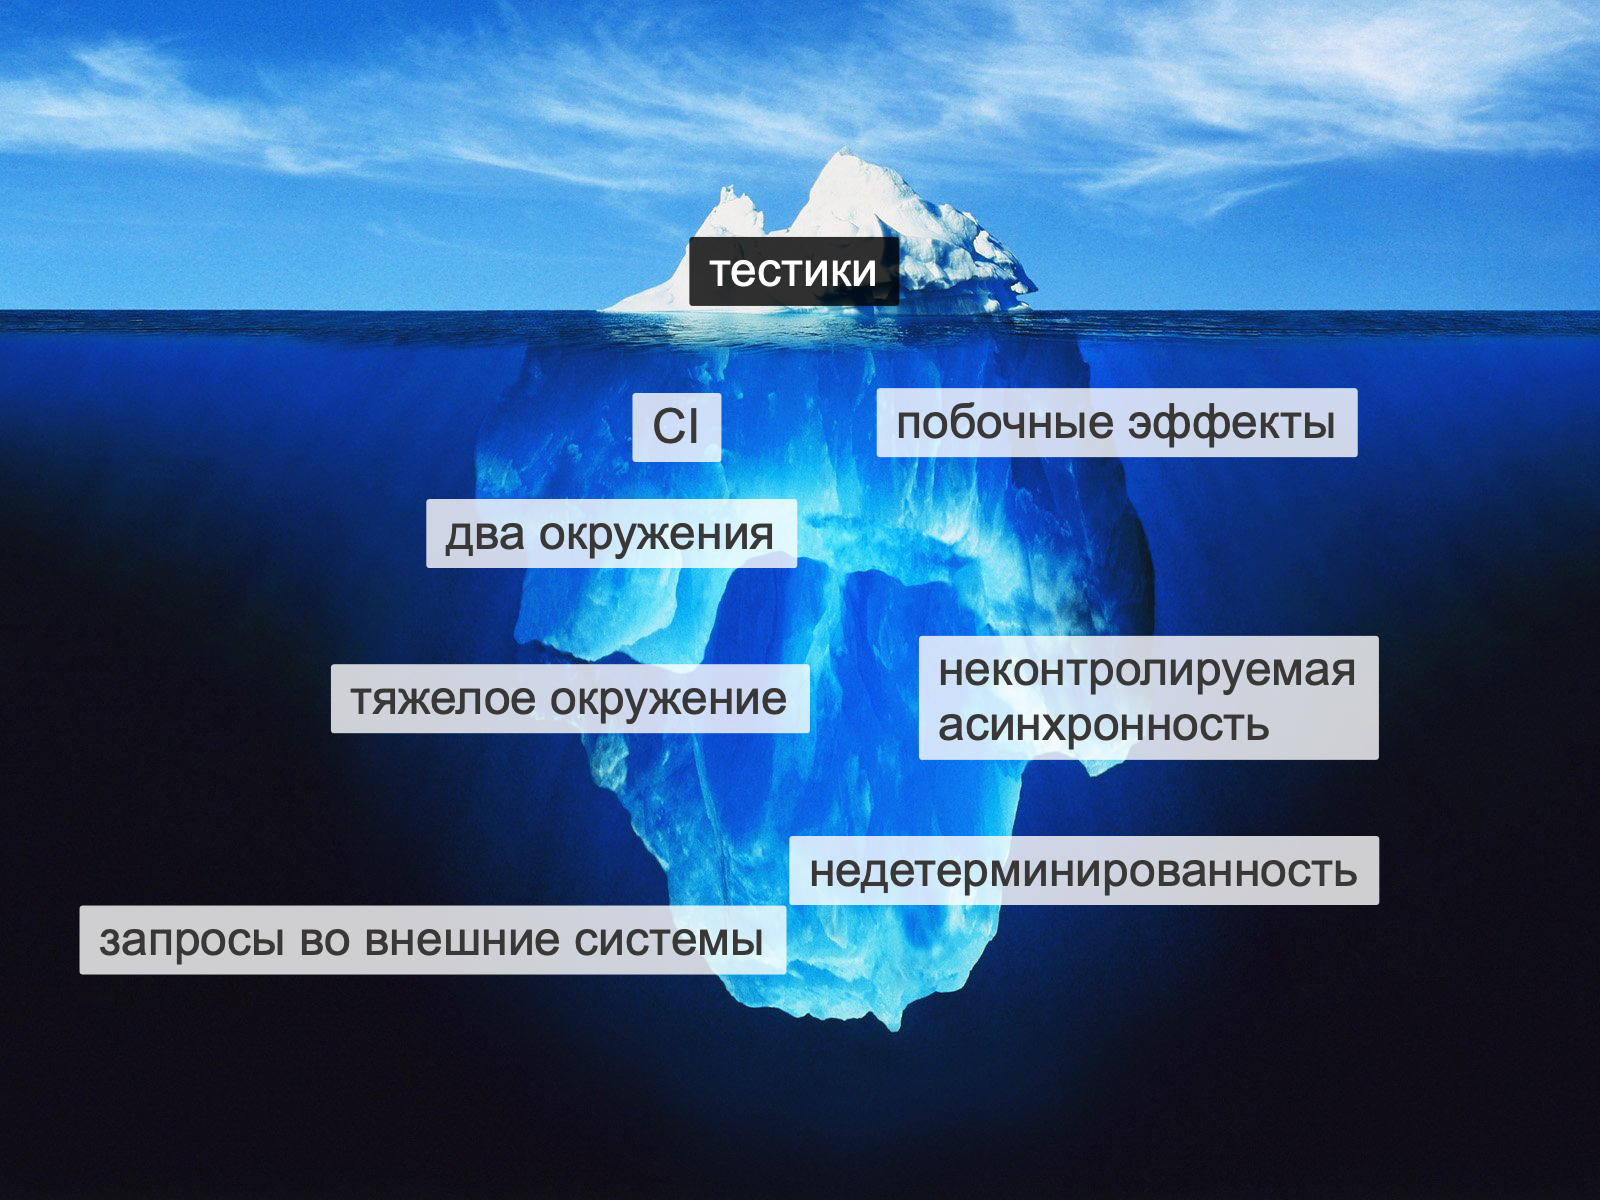 тестики
CI
побочные эффекты
два окружения
тяжелое окружение
неконтролируемая
асинхронность
недетерминированность
запросы во внешние системы